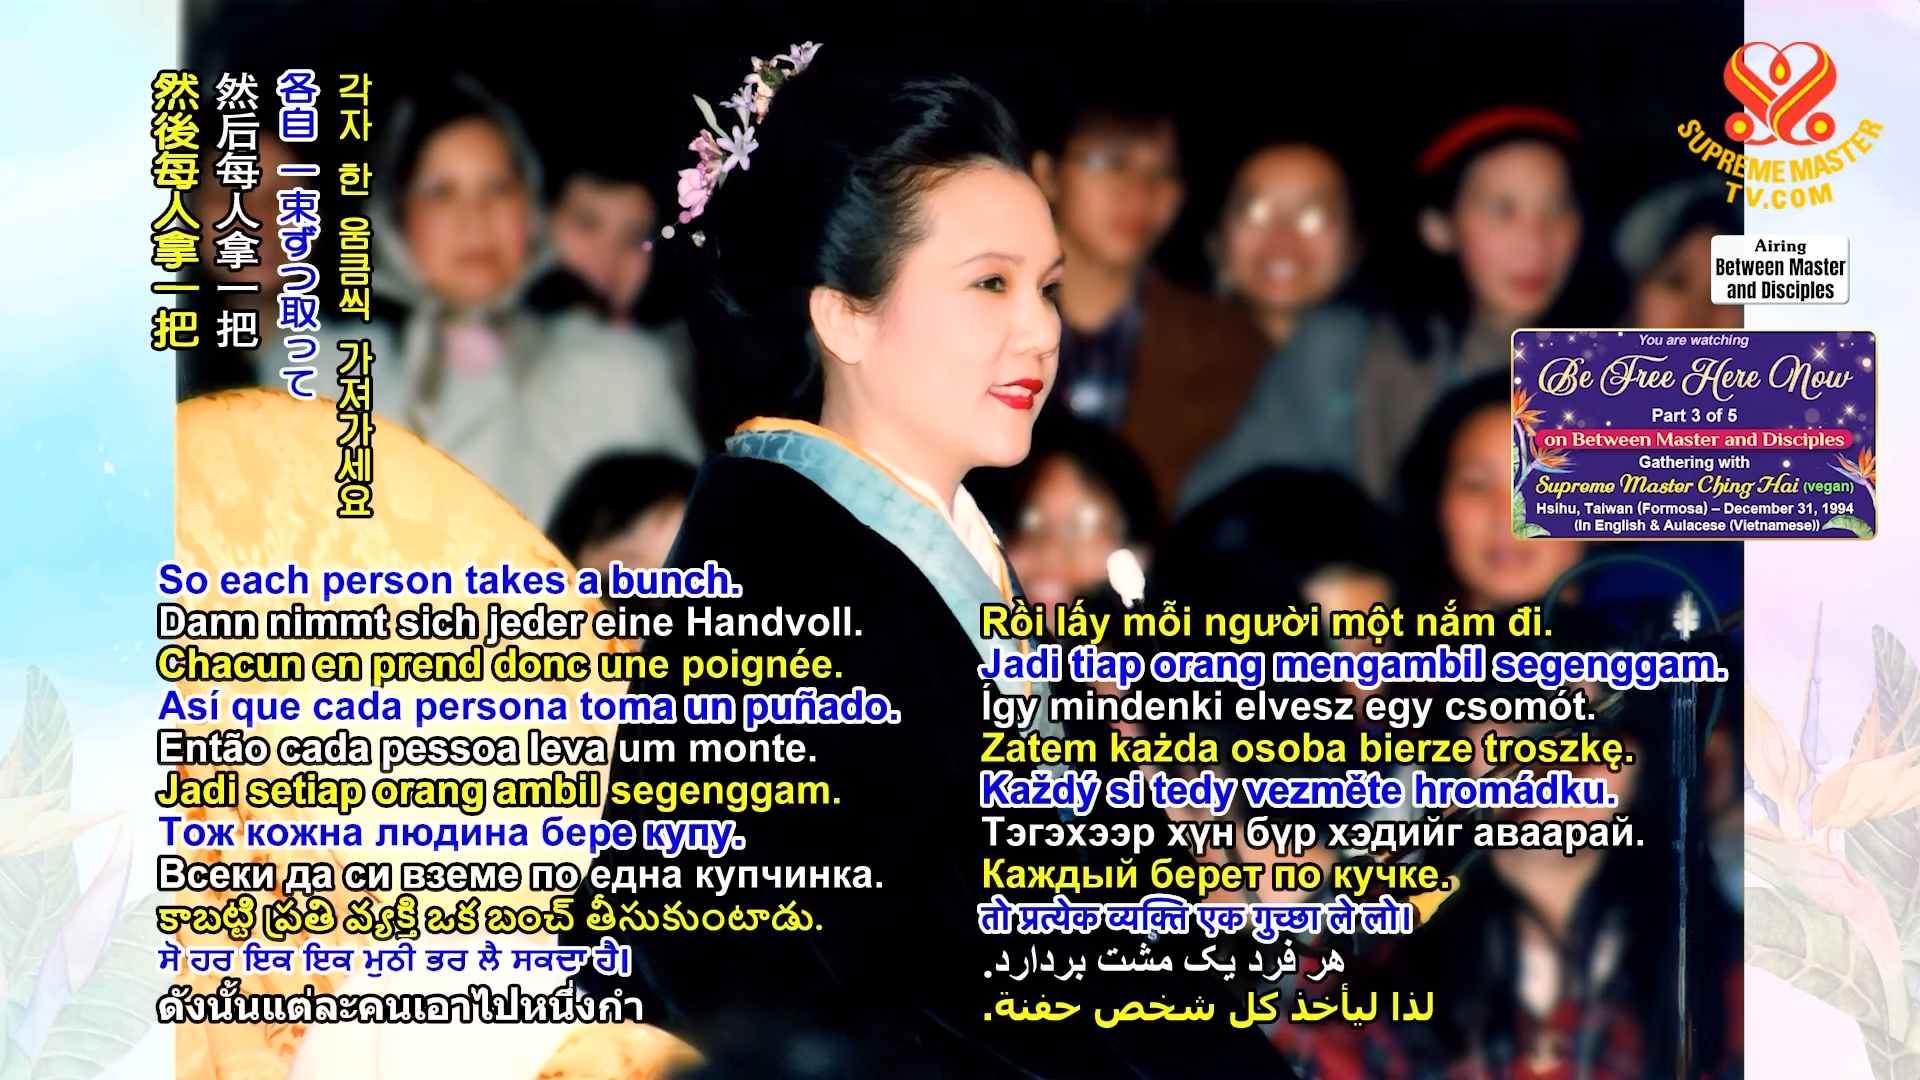 然後每人拿一把
然后每人拿一把
各自 一束ずつ取って
각자 한 움큼씩 가져가세요
SUPREME MASTER
TV.COM
Airing
Between Master
and Disciples
You are watching
Be Free Here Now
Part 3 of 5
on Between Master and Disciples
Gathering with
Supreme Master Ching Hai (vegan)
Hsihu, Taiwan (Formosa) – December 31, 1994
(In English & Aulacese (Vietnamese))
So each person takes a bunch.
Dann nimmt sich jeder eine Handvoll.
Chacun en prend donc une poignée.
Así que cada persona toma un puñado.
Então cada pessoa leva um monte.
Jadi setiap orang ambil segenggam.
Тож кожна людина бере купу.
Всеки да си вземе по една купчинка.
కాబట్టి ప్రతి వ్యక్తి ఒక బంచ్ తీసుకుంటాడు.
ਸੋ ਹਰ ਇਕ ਇਕ ਮੁਠੀ ਭਰ ਲੈ ਸਕਦਾ ਹੈ।
ดังนั้นแต่ละคนเอาไปหนึ่งกำ
Rồi lấy mỗi người một nắm đi.
Jadi tiap orang mengambil segenggam.
Így mindenki elvesz egy csomót.
Zatem każda osoba bierze troszkę.
Každý si tedy vezměte hromádku.
Тэгэхээр хүн бүр хэдийг аваарай.
Каждый берет по кучке.
तो प्रत्येक व्यक्ति एक गुच्छा ले लो।
هر فرد یک مشت بردارد.
لذا ليأخذ كل شخص حفنة.